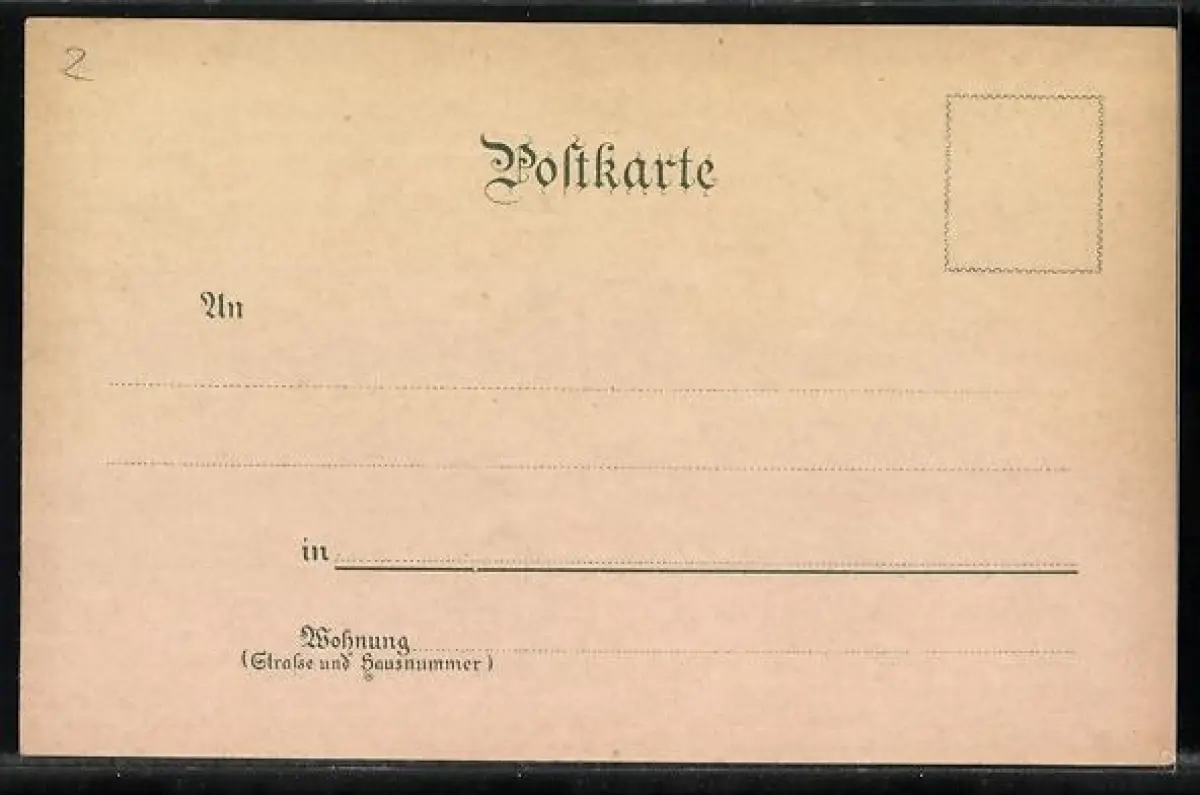 2
Poſtkarte
An
in
Wohnung
(Straſse und Hausnummer)